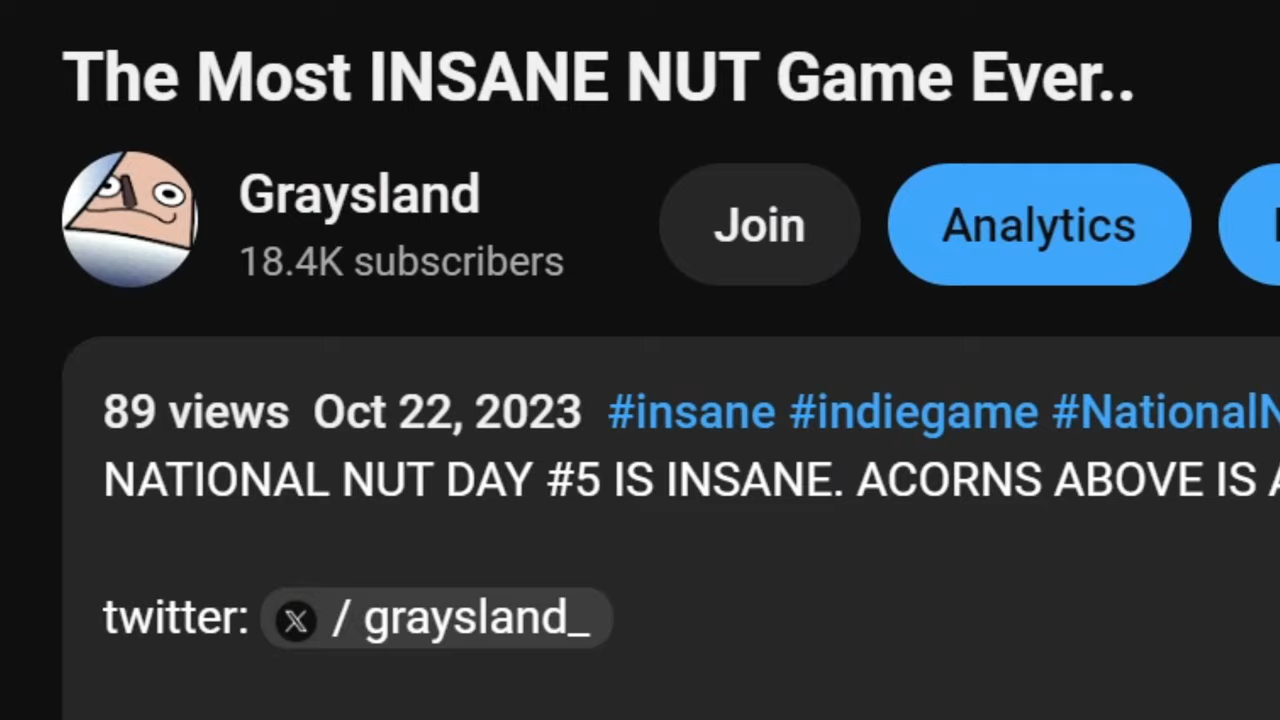 The Most INSANE NUT Game Ever..
Graysland
18.4K subscribers
Join
Analytics
89 views Oct 22, 2023 #insane #indiegame #NationalN
NATIONAL NUT DAY #5 IS INSANE. ACORNS ABOVE IS A
twitter: X / graysland_